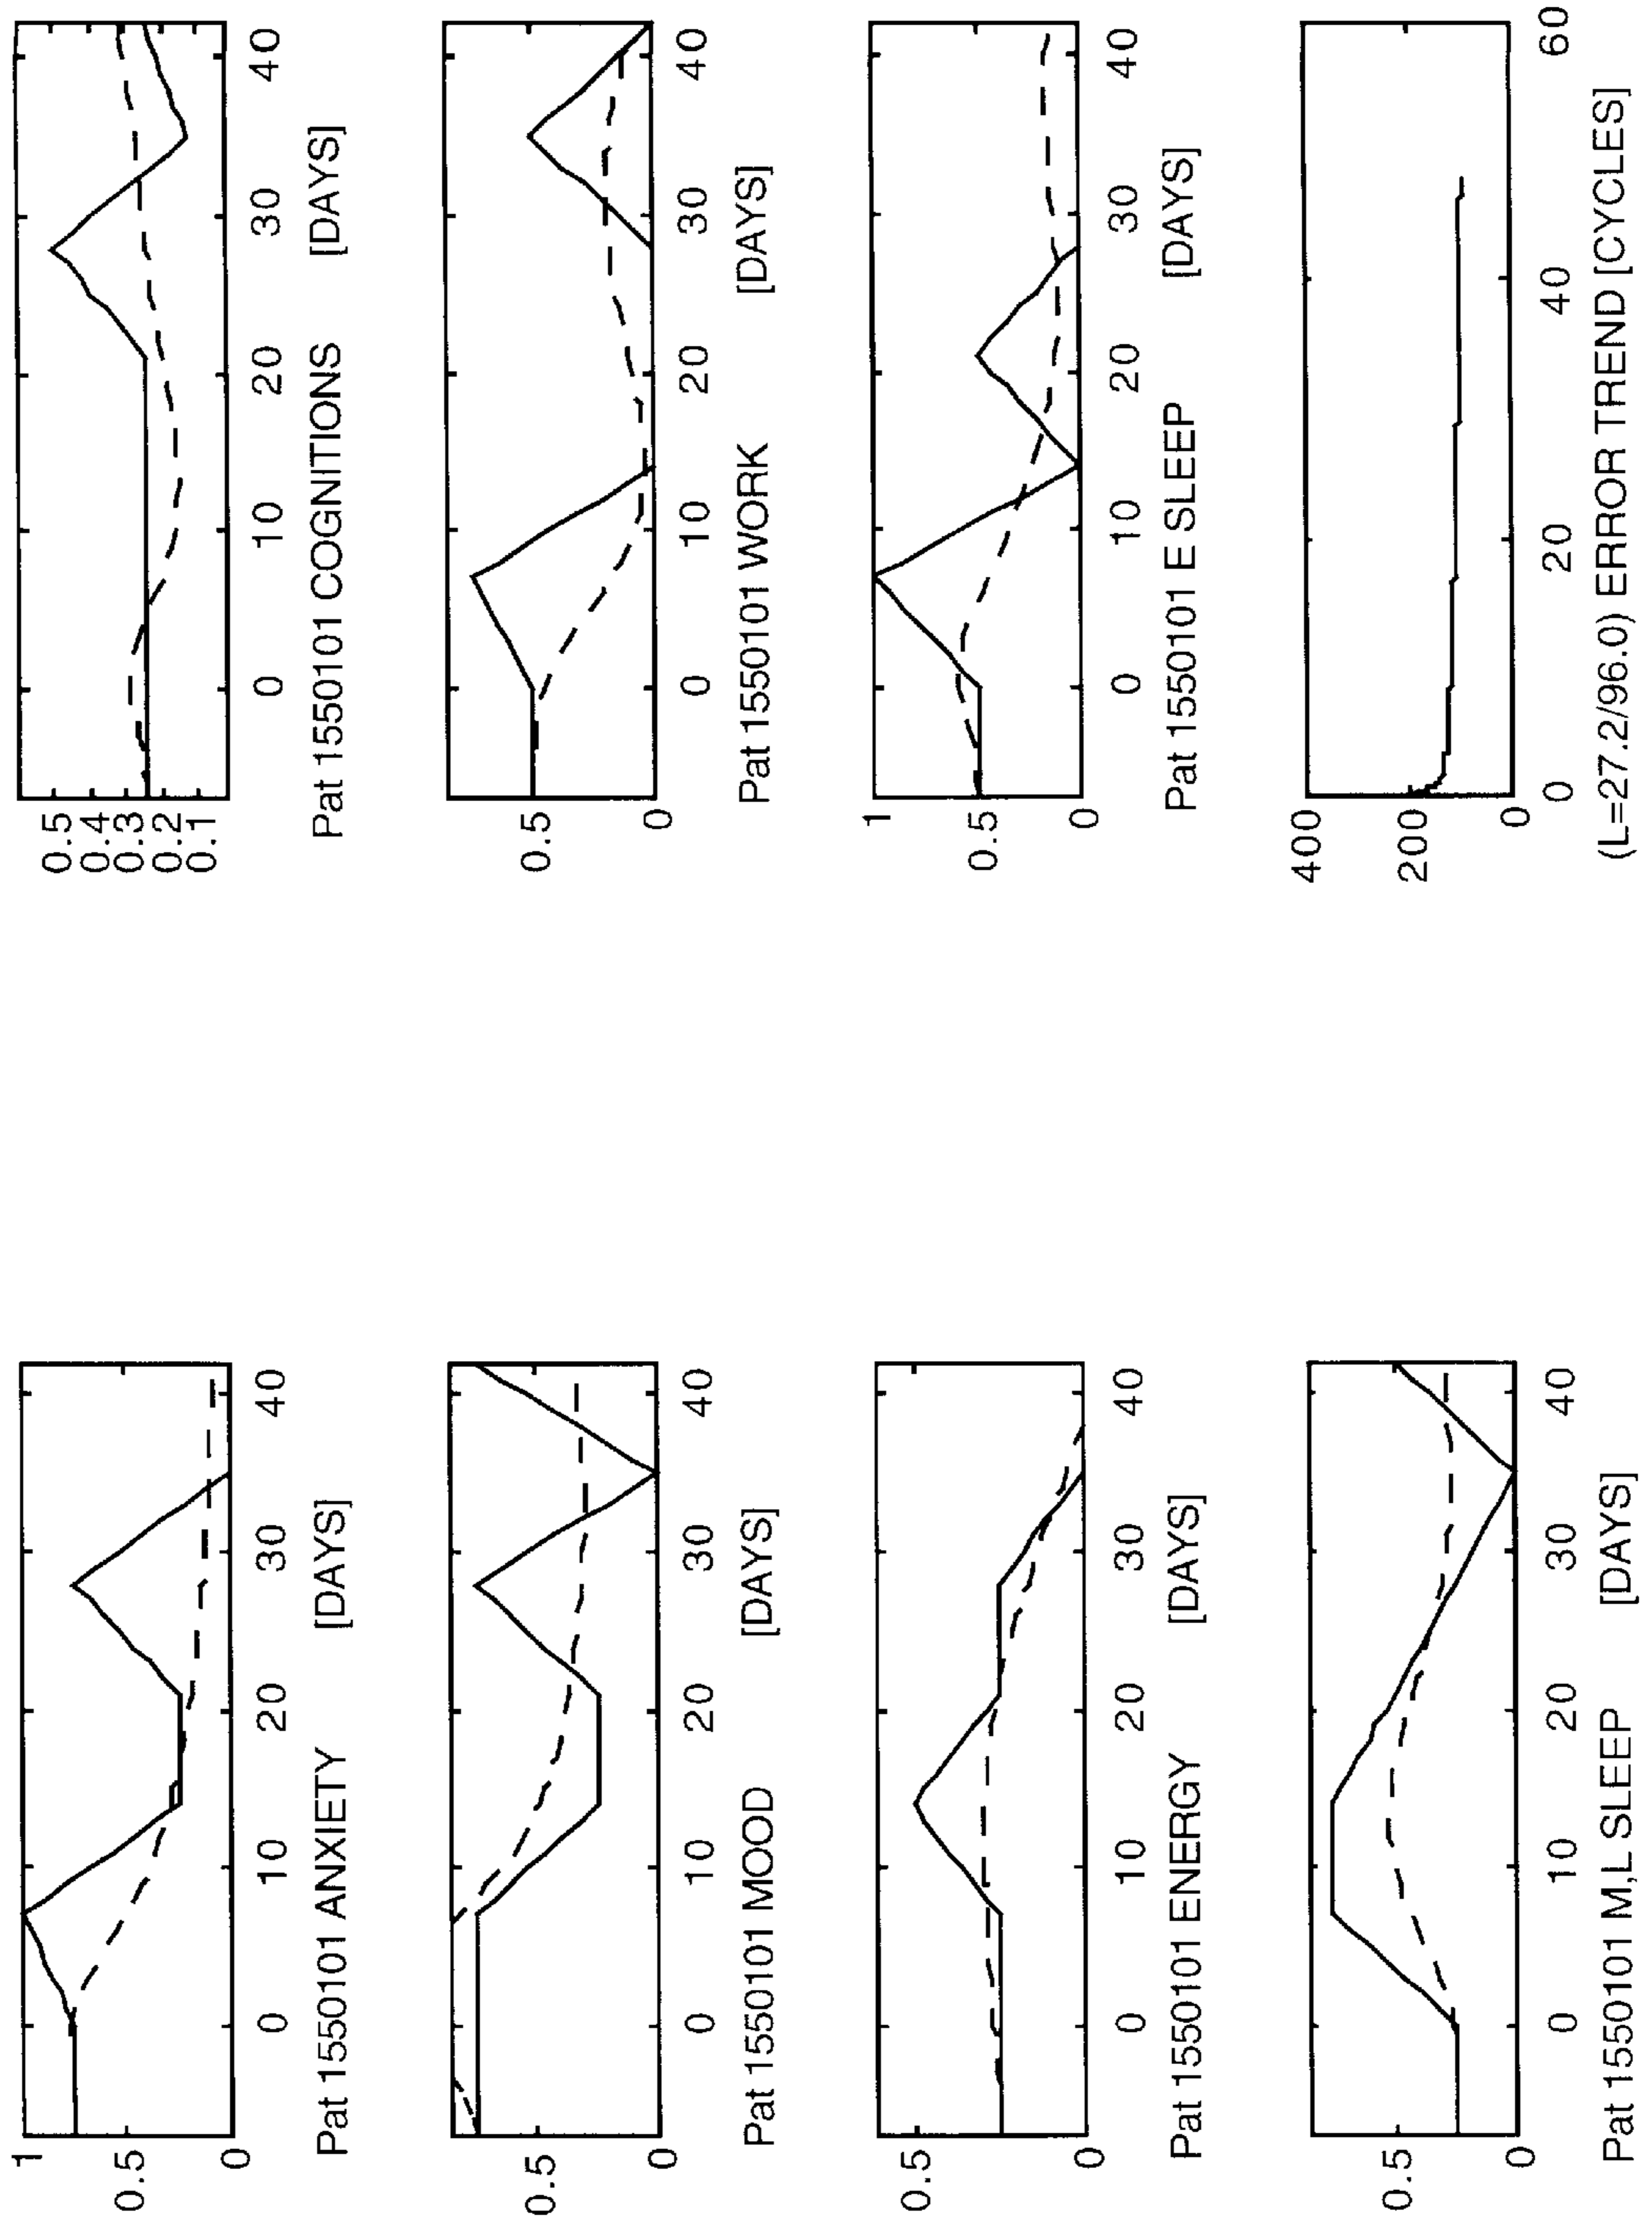 1
0.5
0
0 10 20 30 40
Pat 1550101 ANXIETY [DAYS]
0.5
0.4
0.3
0.2
0.1
0 10 20 30 40
Pat 1550101 COGNITIONS [DAYS]
0.5
0
0 10 20 30 40
Pat 1550101 MOOD [DAYS]
0.5
0
0 10 20 30 40
Pat 1550101 WORK [DAYS]
0.5
0
0 10 20 30 40
Pat 1550101 ENERGY [DAYS]
1
0.5
0
0 10 20 30 40
Pat 1550101 E SLEEP [DAYS]
0.5
0
0 10 20 30 40
Pat 1550101 M,L SLEEP [DAYS]
400
200
0
0 20 40 60
(L=27.2/96.0) ERROR TREND [CYCLES]